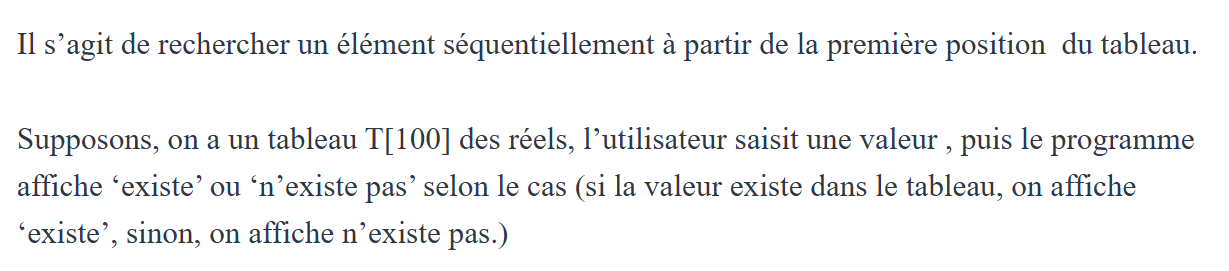 Il s’agit de rechercher un élément séquentiellement à partir de la première position  du tableau.
Supposons, on a un tableau T[100] des réels, l’utilisateur saisit une valeur , puis le programme
affiche ‘existe’ ou ‘n’existe pas’ selon le cas (si la valeur existe dans le tableau, on affiche
‘existe’, sinon, on affiche n’existe pas.)